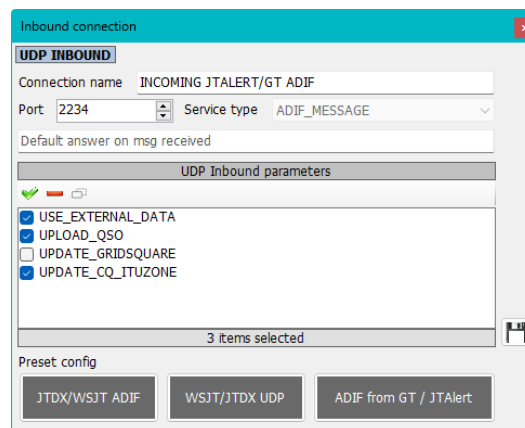 Inbound connection
UDP INBOUND
Connection name INCOMING JTALERT/GT ADIF
Port 2234 Service type ADIF_MESSAGE
Default answer on msg received
UDP Inbound parameters
USE_EXTERNAL_DATA
UPLOAD_QSO
UPDATE_GRIDSQUARE
UPDATE_CQ_ITUZONE
3 items selected
Preset config
JTDX/WSJT ADIF WSJT/JTDX UDP ADIF from GT / JTAlert